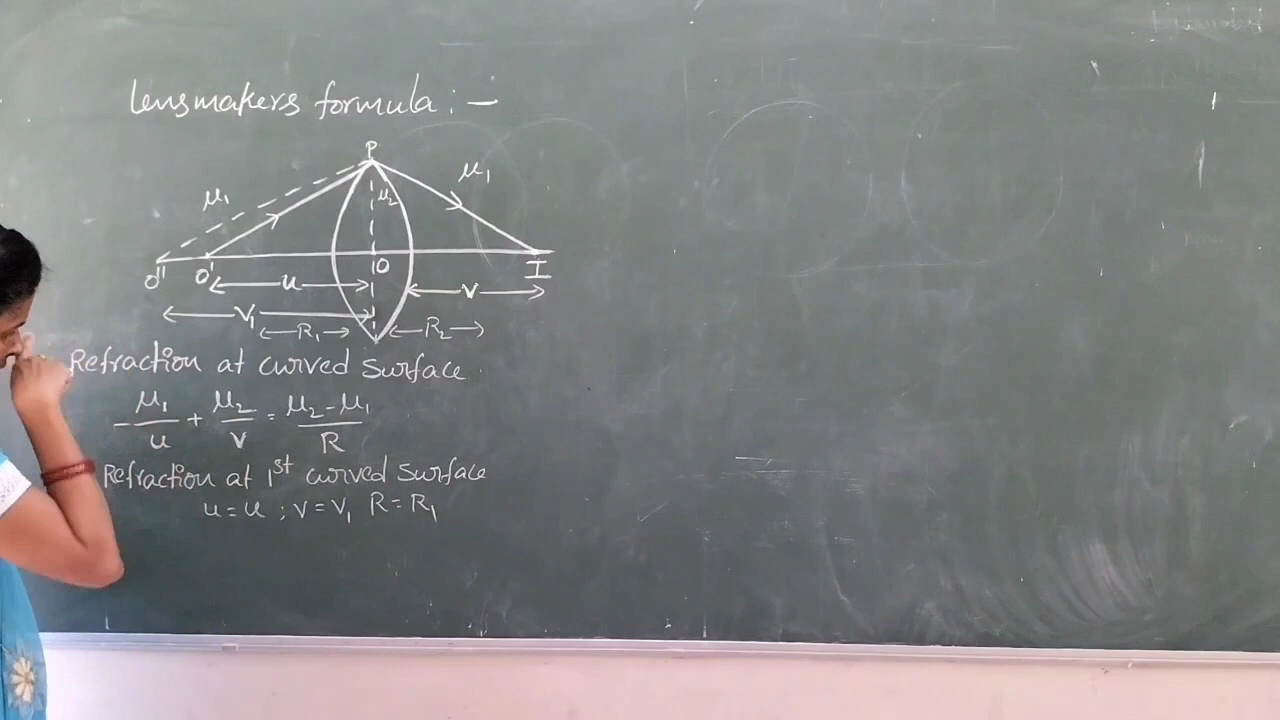 Lensmakers formula :-
P
μ₁ μ₂ μ₁
O" O' O I
u v
V₁
R₁ R₂
Refraction at curved surface.
-μ₁/u + μ₂/v = μ₂-μ₁/R
Refraction at 1st curved surface
u=u ; v=v₁ R=R₁